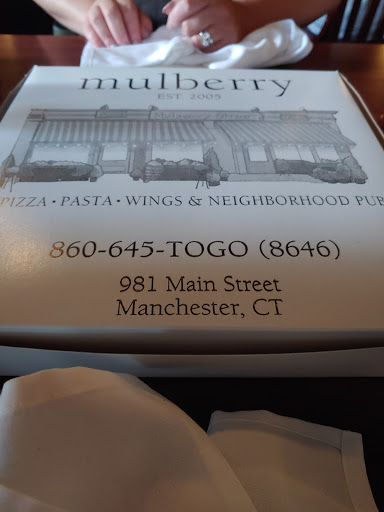 mulberry
EST 2005
PIZZA • PASTA • WINGS & NEIGHBORHOOD PUB
860-645-TOGO (8646)
981 Main Street
Manchester, CT